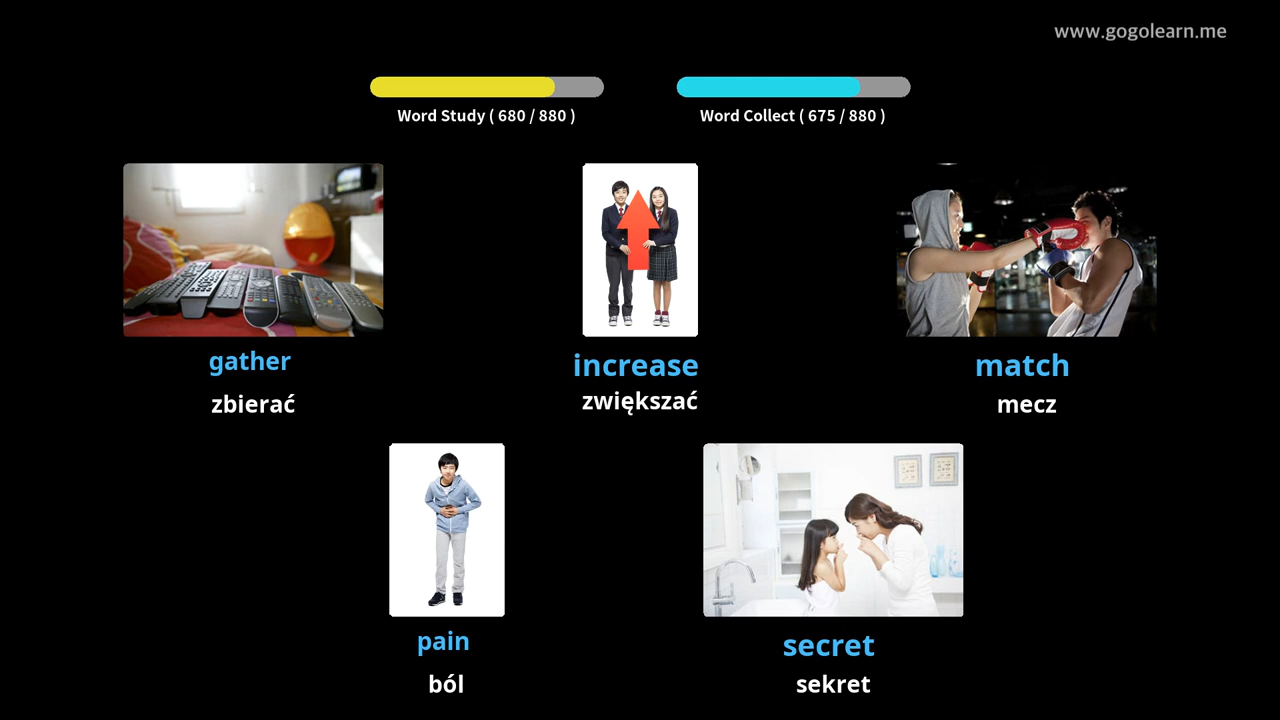 www.gogolearn.me
Word Study ( 680 / 880 )
Word Collect ( 675 / 880 )
gather
zbierać
increase
zwiększać
match
mecz
pain
ból
secret
sekret